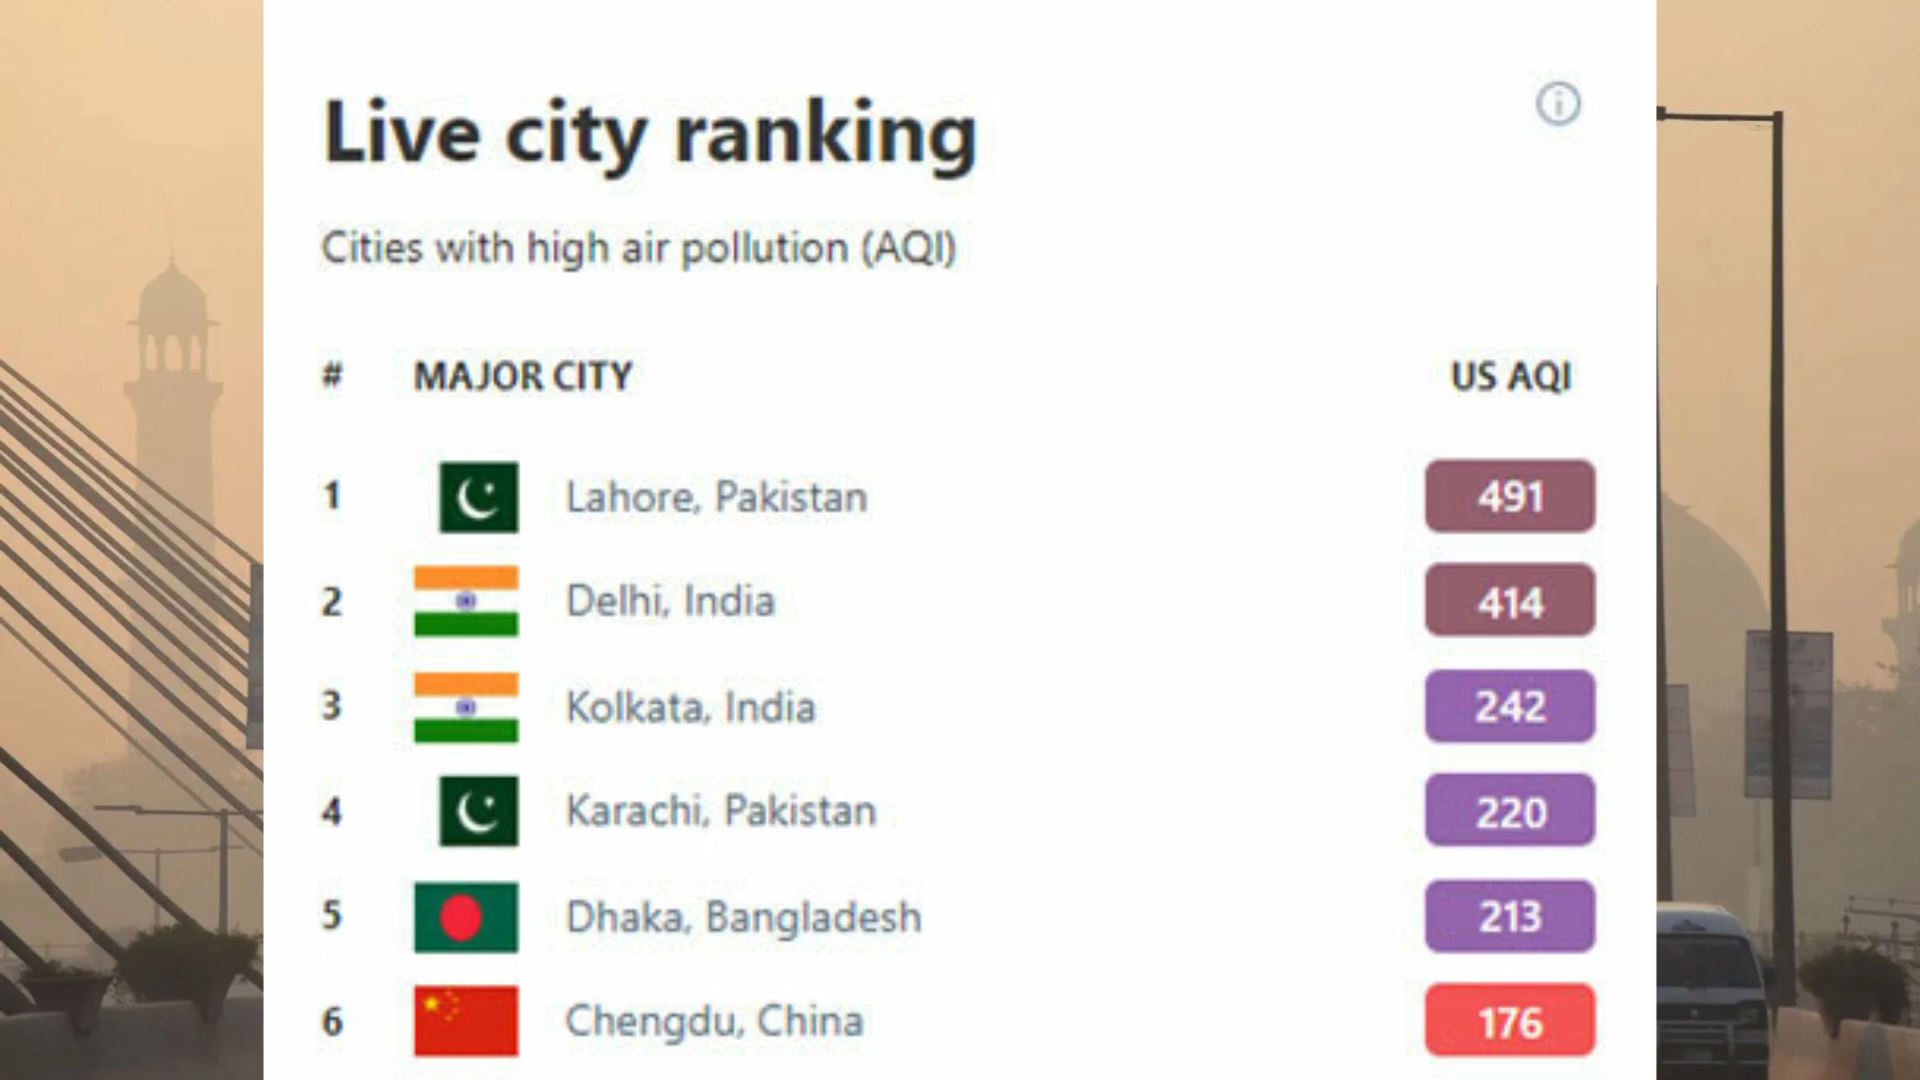 Live city ranking
Cities with high air pollution (AQI)
# MAJOR CITY US AQI
1 Lahore, Pakistan 491
2 Delhi, India 414
3 Kolkata, India 242
4 Karachi, Pakistan 220
5 Dhaka, Bangladesh 213
6 Chengdu, China 176